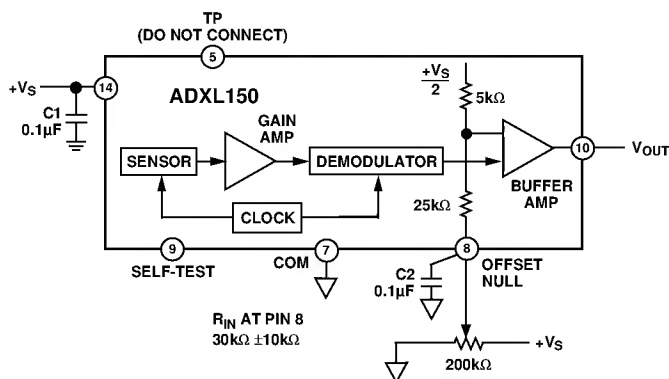 TP
(DO NOT CONNECT)
5
+VS
14
C1
0.1µF
ADXL150
+VS
2
5kΩ
GAIN
AMP
SENSOR
DEMODULATOR
10
VOUT
BUFFER
AMP
CLOCK
25kΩ
9
7
8
SELF-TEST
COM
OFFSET
NULL
C2
0.1µF
RIN AT PIN 8
30kΩ ±10kΩ
+VS
200kΩ